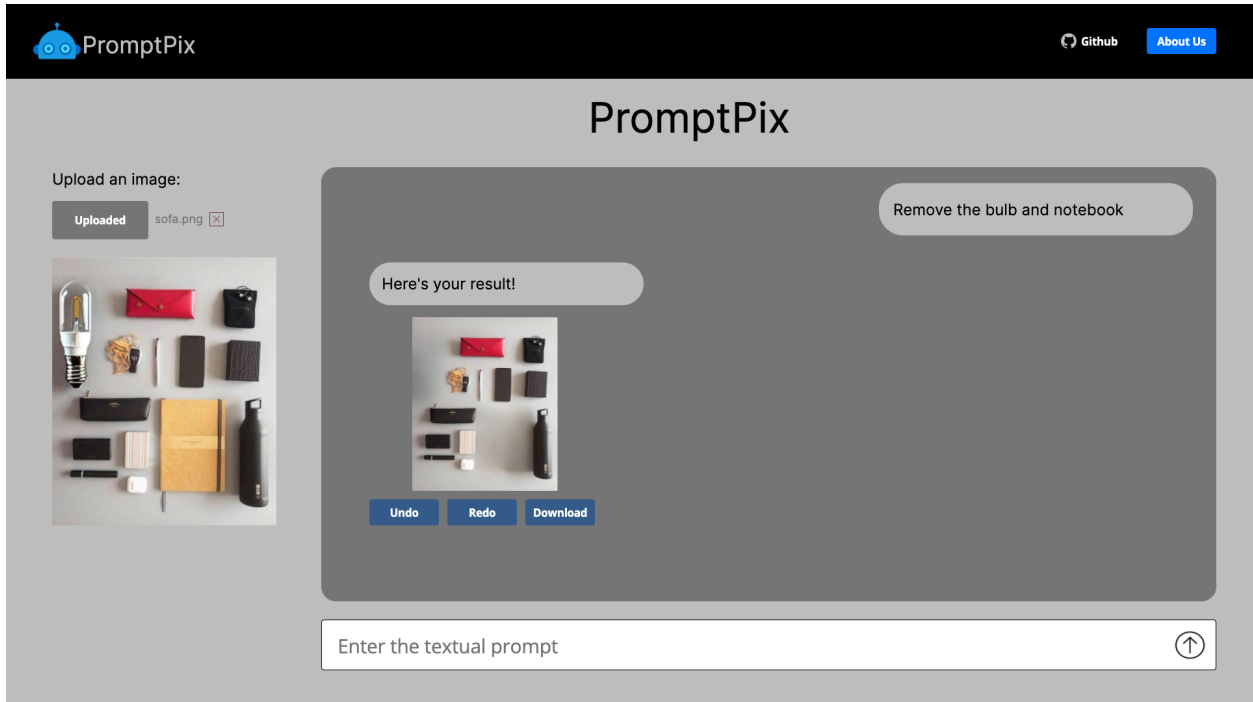 PromptPix
Github
About Us
PromptPix
Upload an image:
Uploaded
sofa.png
Remove the bulb and notebook
Here's your result!
Undo
Redo
Download
Enter the textual prompt